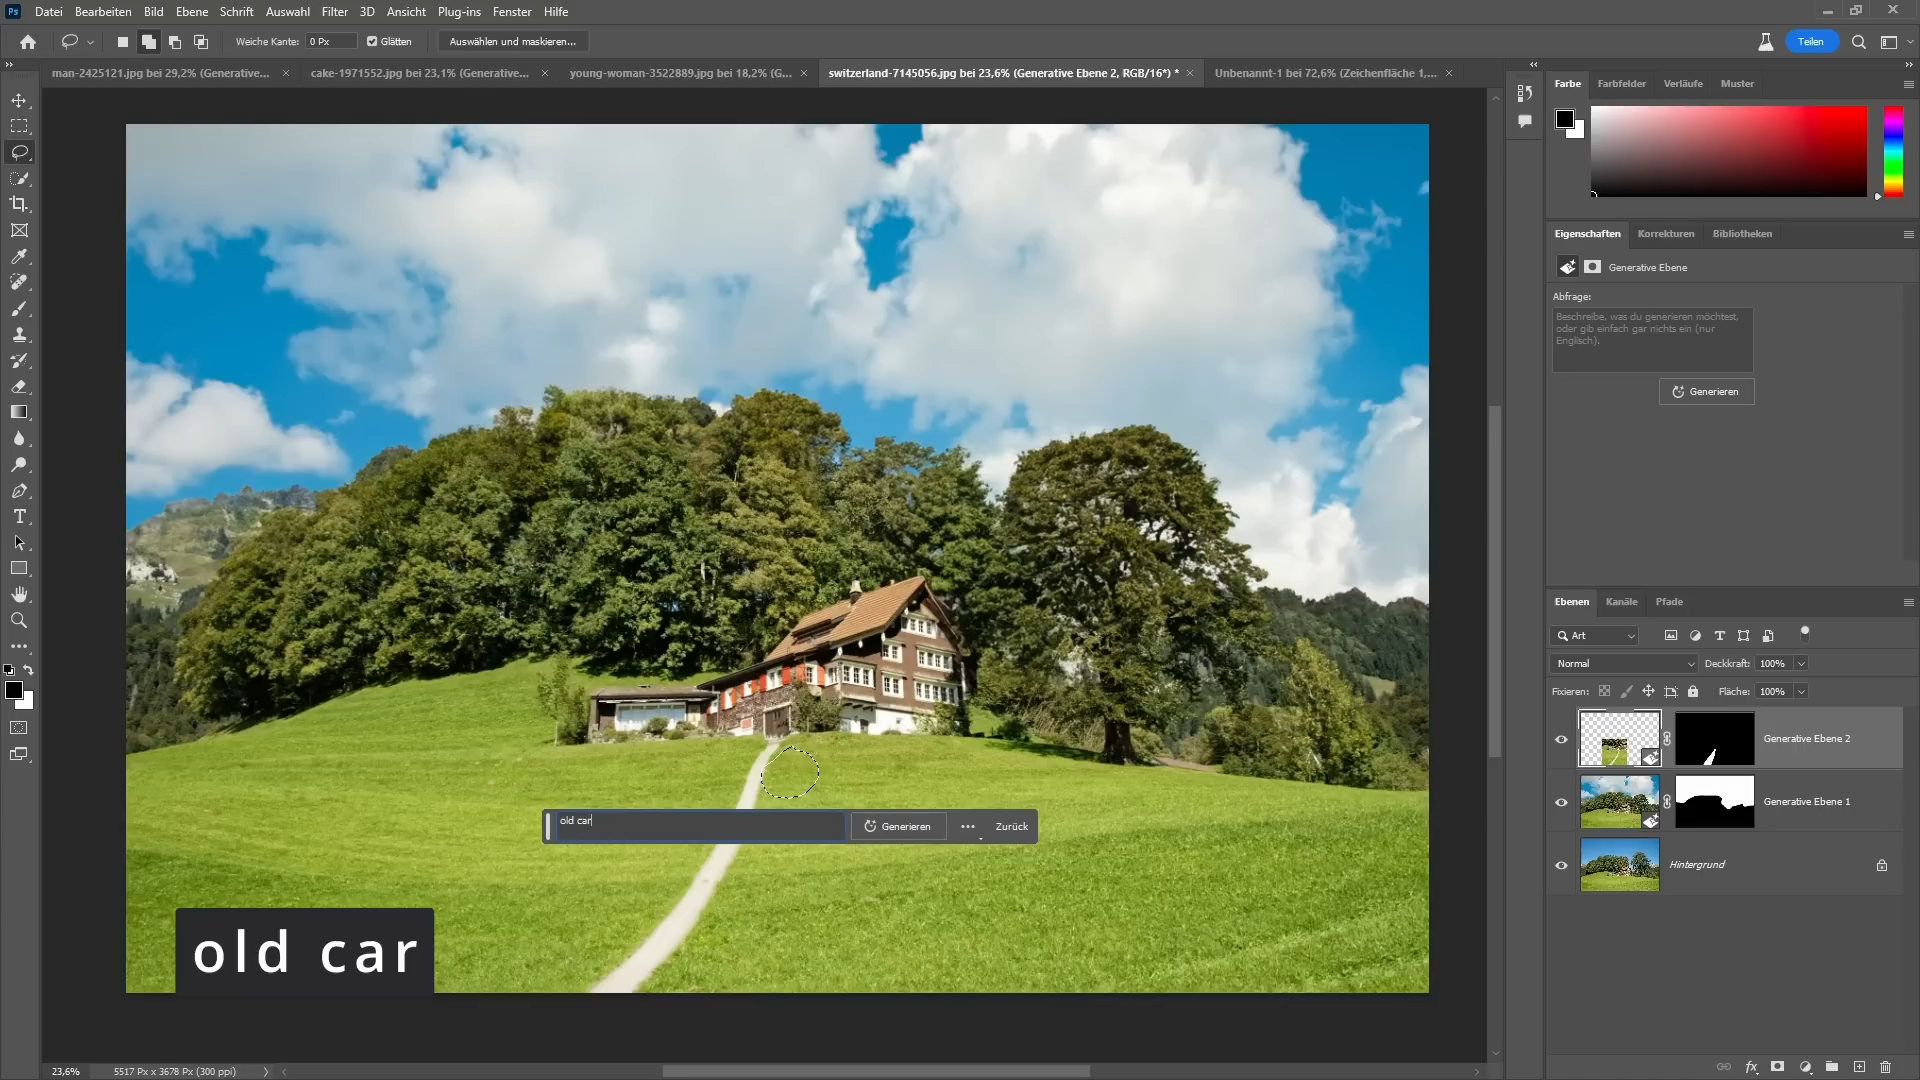 Ps Datei Bearbeiten Bild Ebene Schrift Auswahl Filter 3D Ansicht Plug-ins Fenster Hilfe
Weiche Kante: 0 Px Glätten Auswählen und maskieren... Teilen
man-2425121.jpg bei 29,2% (Generative... cake-1971552.jpg bei 23,1% (Generative... young-woman-3522889.jpg bei 18,2% (G... switzerland-7145056.jpg bei 23,6% (Generative Ebene 2, RGB/16*) * Unbenannt-1 bei 72,6% (Zeichenfläche 1,...
Farbe Farbfelder Verläufe Muster
Eigenschaften Korrekturen Bibliotheken
Generative Ebene
Abfrage:
Beschreibe, was du generieren möchtest,
oder gib einfach gar nichts ein (nur
Englisch).
Generieren
Ebenen Kanäle Pfade
Art
Normal Deckkraft: 100%
Fixieren: Fläche: 100%
Generative Ebene 2
Generative Ebene 1
Hintergrund
old car Generieren ... Zurück
old car
23,6% 5517 Px x 3678 Px (300 ppi)
fx